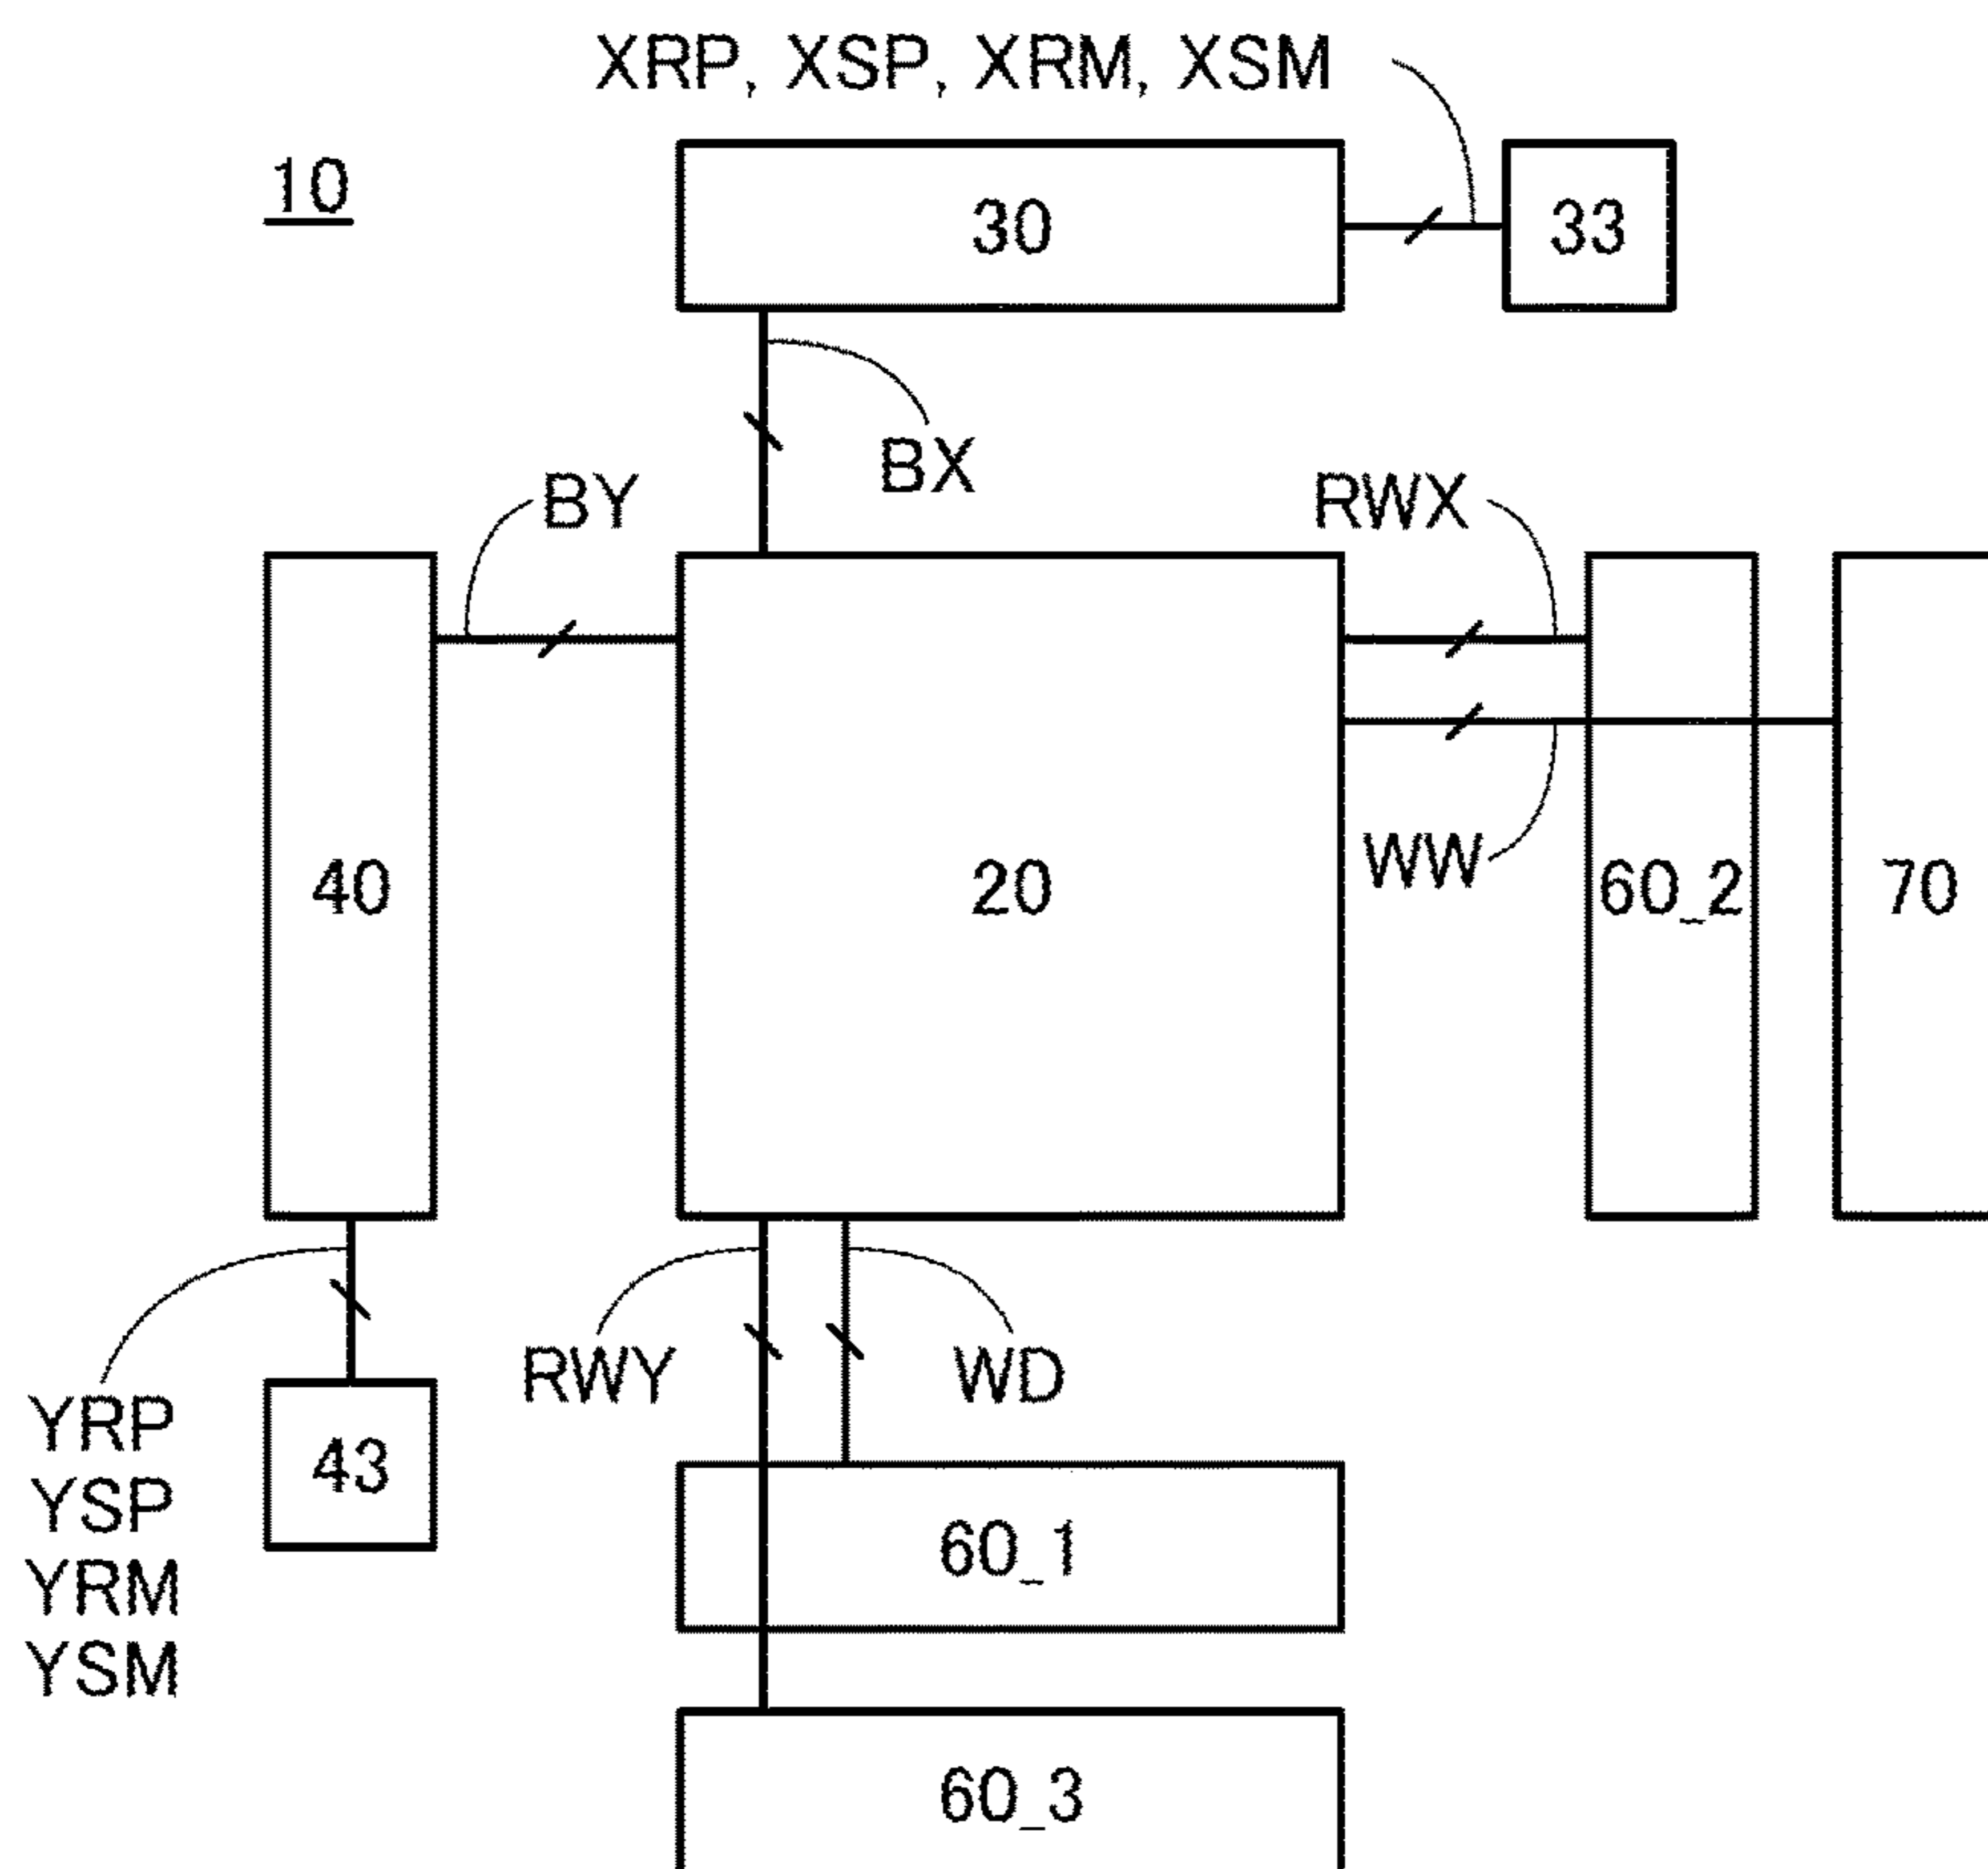 XRP, XSP, XRM, XSM
10
30
33
BX
BY
RWX
40
20
WW
60_2
70
RWY
WD
YRP
YSP
YRM
YSM
43
60_1
60_3